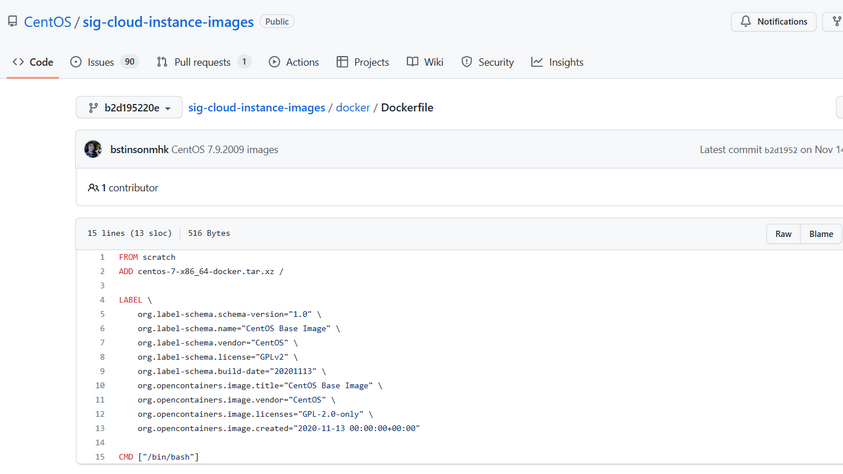 CentOS / sig-cloud-instance-images Public
Notifications
Code Issues 90 Pull requests 1 Actions Projects Wiki Security Insights
b2d195220e sig-cloud-instance-images / docker / Dockerfile
bstinsonmhk CentOS 7.9.2009 images Latest commit b2d1952 on Nov 14
1 contributor
15 lines (13 sloc) 516 Bytes Raw Blame
1 FROM scratch
2 ADD centos-7-x86_64-docker.tar.xz /
3
4 LABEL \
5 org.label-schema.schema-version="1.0" \
6 org.label-schema.name="CentOS Base Image" \
7 org.label-schema.vendor="CentOS" \
8 org.label-schema.license="GPLv2" \
9 org.label-schema.build-date="20201113" \
10 org.opencontainers.image.title="CentOS Base Image" \
11 org.opencontainers.image.vendor="CentOS" \
12 org.opencontainers.image.licenses="GPL-2.0-only" \
13 org.opencontainers.image.created="2020-11-13 00:00:00+00:00"
14
15 CMD ["/bin/bash"]